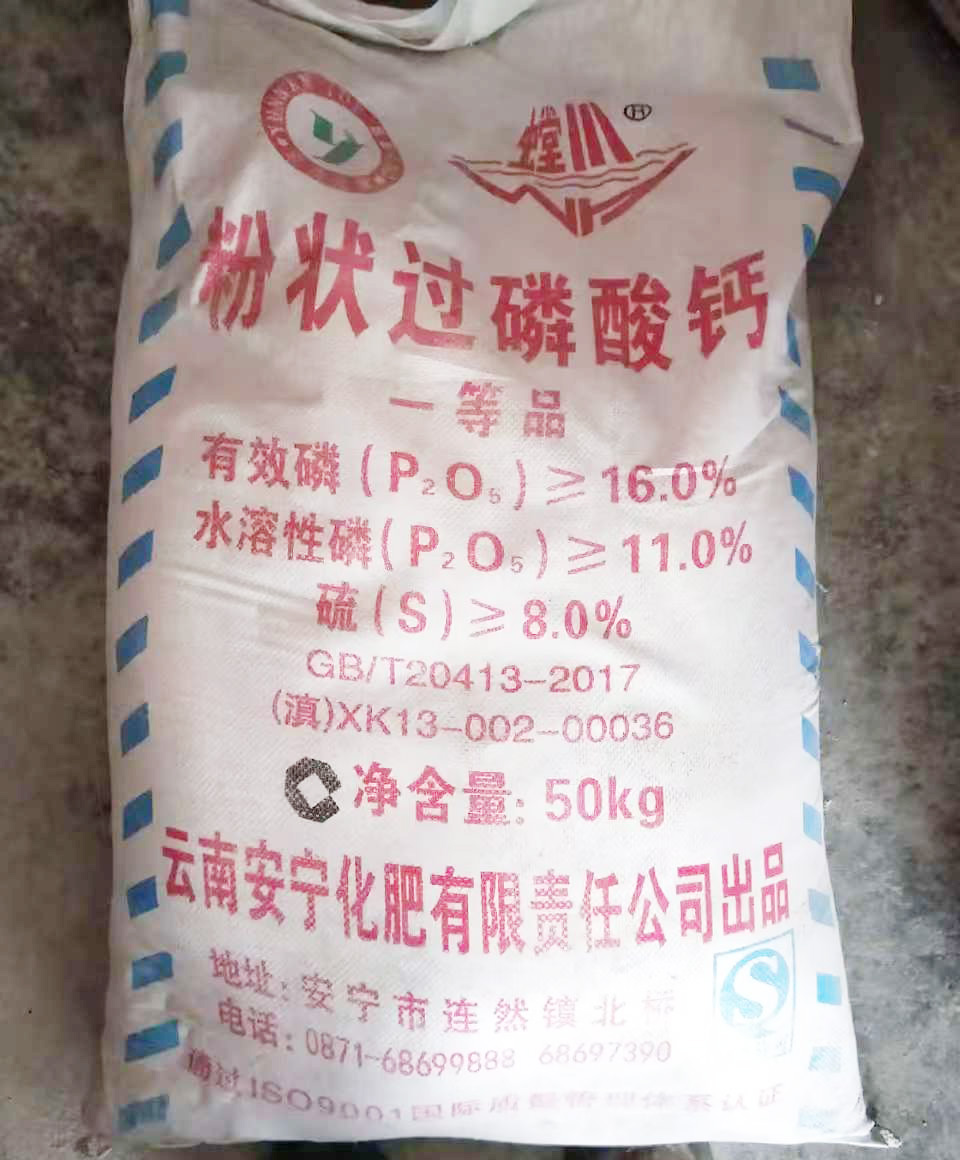 螳川
®
粉状过磷酸钙
一等品
有效磷(P₂O₅)≥16.0%
水溶性磷(P₂O₅)≥11.0%
硫(S)≥8.0%
GB/T20413-2017
(滇)XK13-002-00036
C 净含量:50kg
云南安宁化肥有限责任公司出品
地址:安宁市连然镇北桥
电话:0871-68699888 68697390
通过ISO9001国际质量管理体系认证